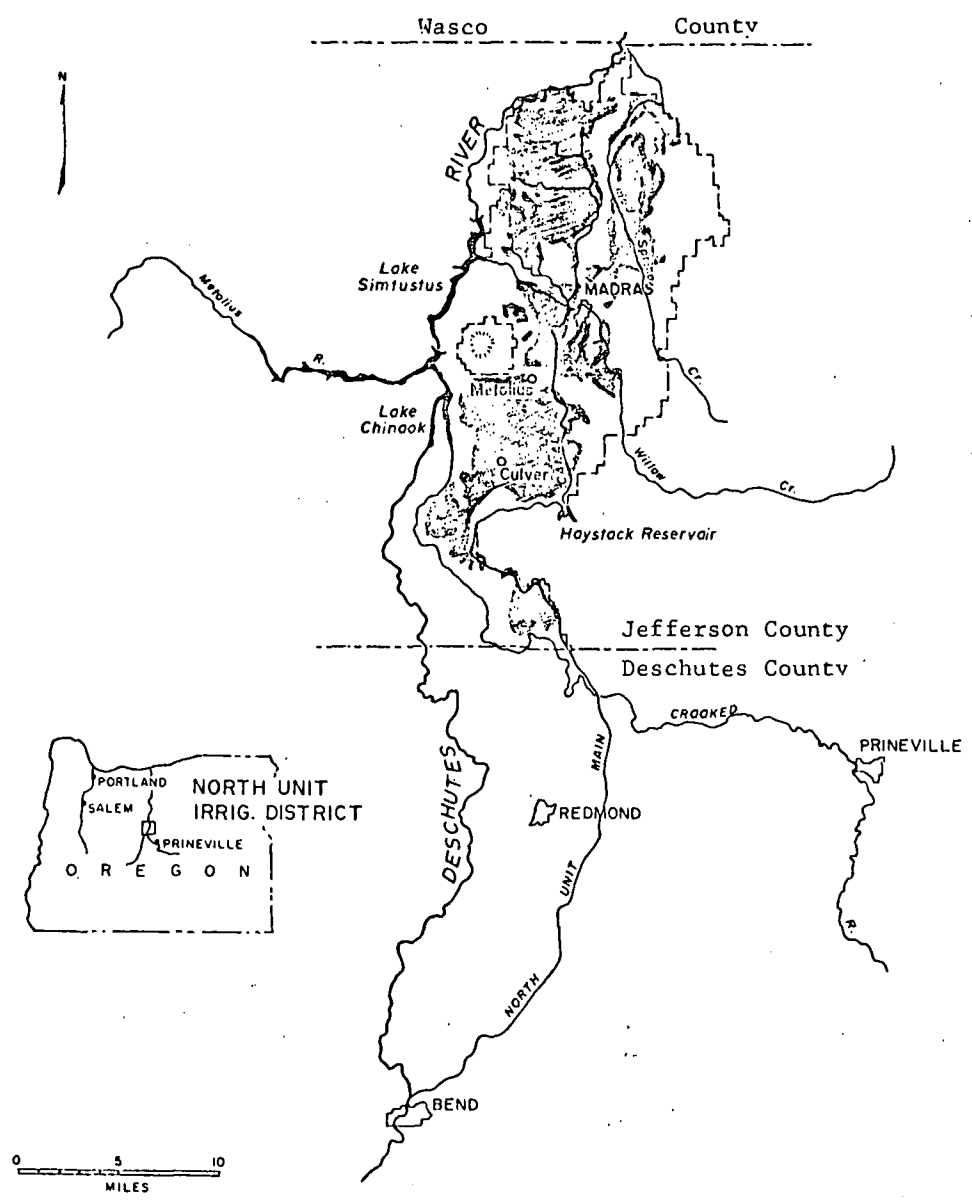 Wasco County
N
RIVER
Lake
Simtustus
MADRAS
Metolius
R.
Metolius
Cr.
Lake
Chinook
Culver
Willow
Cr.
Haystack Reservoir
Jefferson County
Deschutes County
CROOKED
MAIN
PRINEVILLE
PORTLAND
NORTH UNIT
IRRIG. DISTRICT
SALEM
PRINEVILLE
OREGON
DESCHUTES
REDMOND
UNIT
R.
NORTH
BEND
0 5 10
MILES